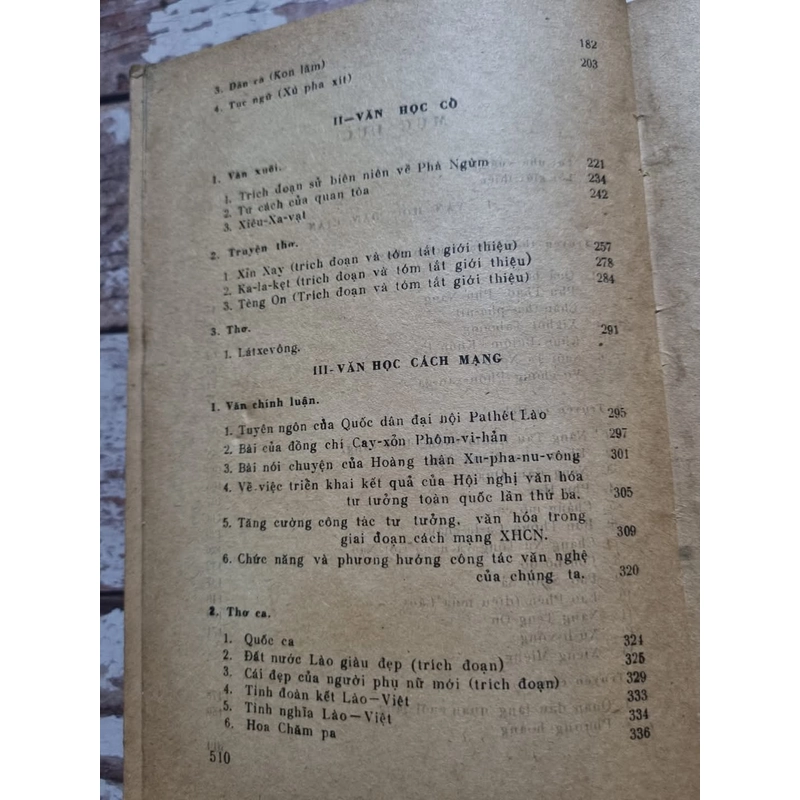 3. Dân ca (Kon lăm) 182
4. Tục ngữ (Xú pha xít) 203
II—VĂN HỌC CỔ
1. Văn xuôi.
1. Trích đoạn sử biên niên về Phà Ngừm 221
2. Tư cách của quan tòa 234
3. Xiêu-Xa-vạt 242
2. Truyện thơ.
1. Xỉn Xay (trích đoạn và tóm tắt giới thiệu) 257
2. Ka-la-kẹt (trích đoạn và tóm tắt giới thiệu) 278
3. Tèng On (Trích đoạn và tóm tắt giới thiệu) 284
3. Thơ.
1. Látxevông. 291
III-VĂN HỌC CÁCH MẠNG
1. Văn chính luận.
1. Tuyên ngôn của Quốc dân đại nội Pathét Lào 295
2. Bài của đồng chí Cay-xỏn Phôm-vi-hản 297
3. Bài nói chuyện của Hoàng thân Xu-pha-nu-vông 301
4. Về việc triển khai kết quả của Hội nghị văn hóa
tư tưởng toàn quốc lần thứ ba. 305
5. Tăng cường công tác tư tưởng, văn hóa trong
giai đoạn cách mạng XHCN. 309
6. Chức năng và phương hướng công tác văn nghệ
của chúng ta. 320
2. Thơ ca.
1. Quốc ca 324
2. Đất nước Lào giàu đẹp (trích đoạn) 325
3. Cái đẹp của người phụ nữ mới (trích đoạn) 329
4. Tình đoàn kết Lào—Việt 333
5. Tình nghĩa Lào—Việt 334
6. Hoa Chăm pa 336
510